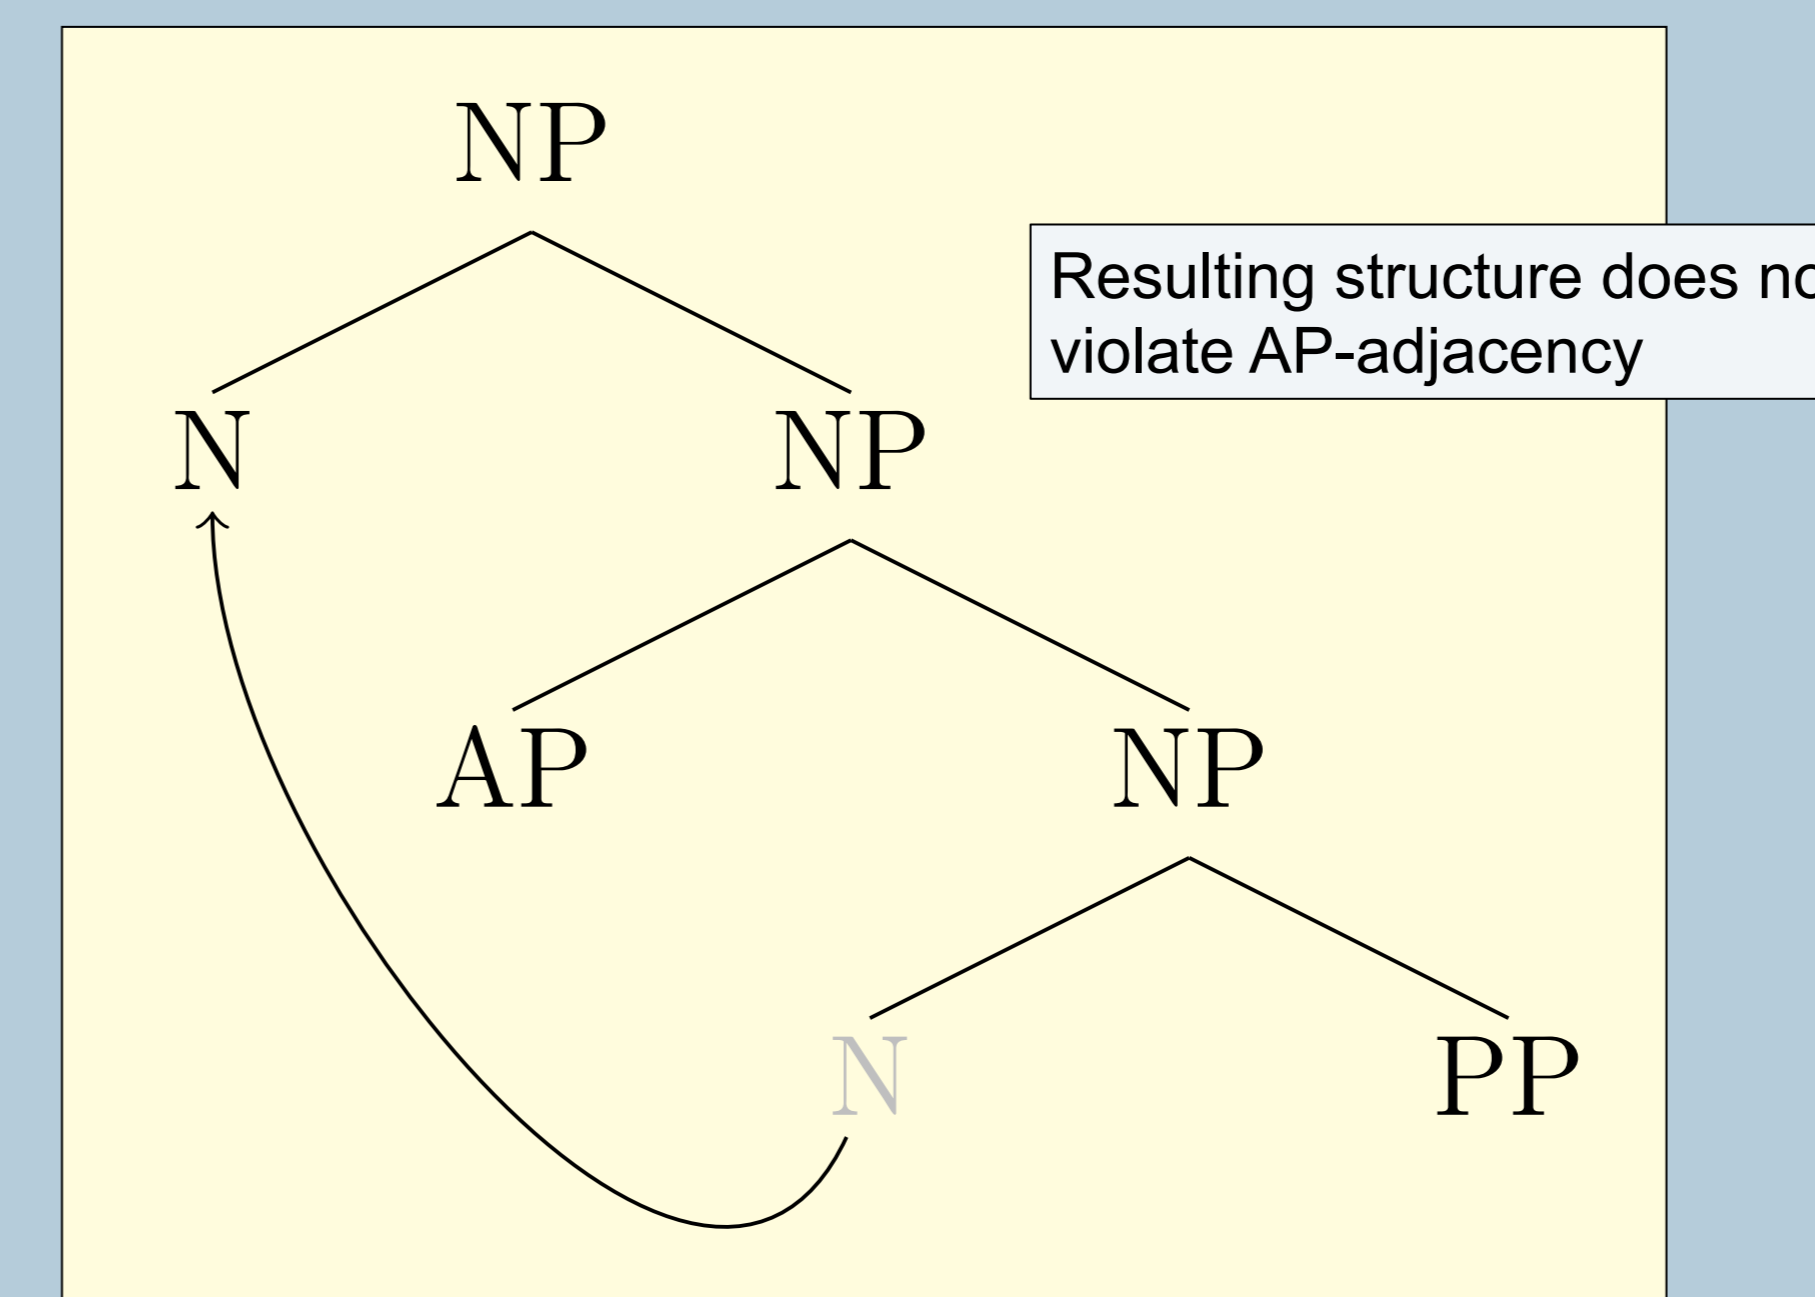 NP
Resulting structure does no
violate AP-adjacency
N NP
AP NP
N PP